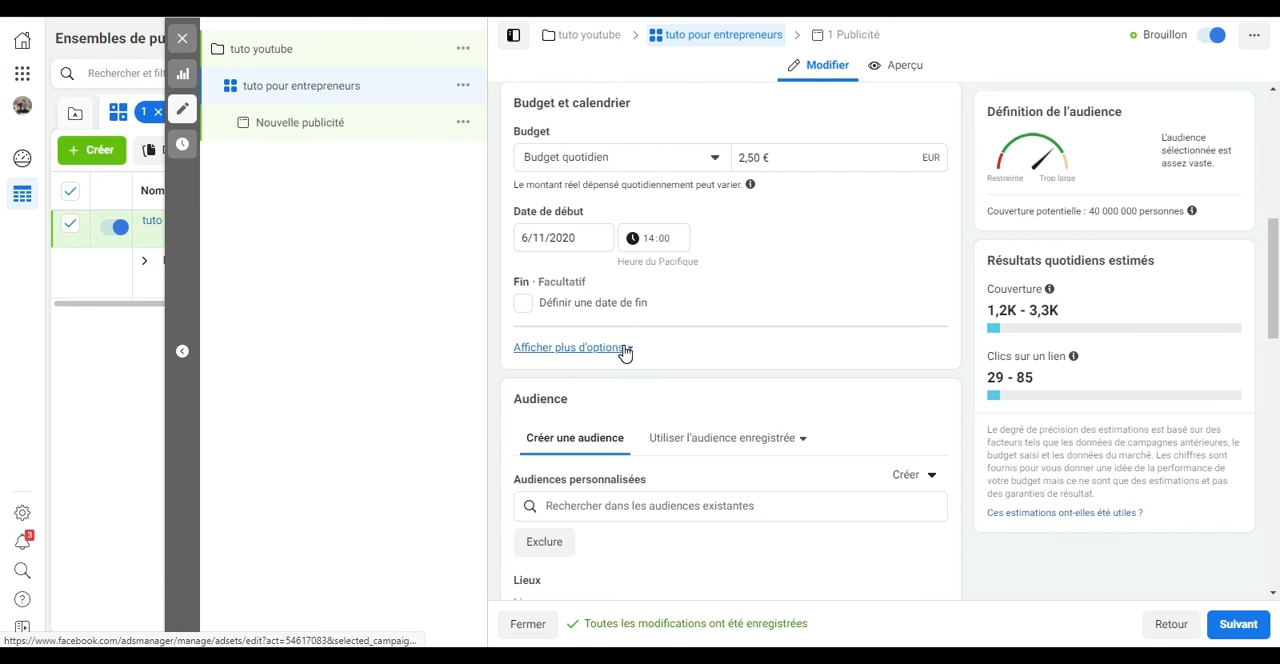 Ensembles de pu
Rechercher et filt
1
+ Créer
Nom
tuto
tuto youtube
tuto pour entrepreneurs
Nouvelle publicité
tuto youtube > tuto pour entrepreneurs > 1 Publicité
Brouillon
Modifier
Aperçu
Budget et calendrier
Budget
Budget quotidien
2,50 €
EUR
Le montant réel dépensé quotidiennement peut varier.
Date de début
6/11/2020
14:00
Heure du Pacifique
Fin · Facultatif
Définir une date de fin
Afficher plus d'options
Audience
Créer une audience
Utiliser l'audience enregistrée
Audiences personnalisées
Créer
Rechercher dans les audiences existantes
Exclure
Lieux
Définition de l'audience
L'audience
sélectionnée est
assez vaste.
Restreinte
Trop large
Couverture potentielle : 40 000 000 personnes
Résultats quotidiens estimés
Couverture
1,2K - 3,3K
Clics sur un lien
29 - 85
Le degré de précision des estimations est basé sur des
facteurs tels que les données de campagnes antérieures, le
budget saisi et les données du marché. Les chiffres sont
fournis pour vous donner une idée de la performance de
votre budget mais ce ne sont que des estimations et pas
des garanties de résultat.
Ces estimations ont-elles été utiles ?
3
https://www.facebook.com/adsmanager/manage/adsets/edit?act=54617083&selected_campaig...
Fermer
Toutes les modifications ont été enregistrées
Retour
Suivant